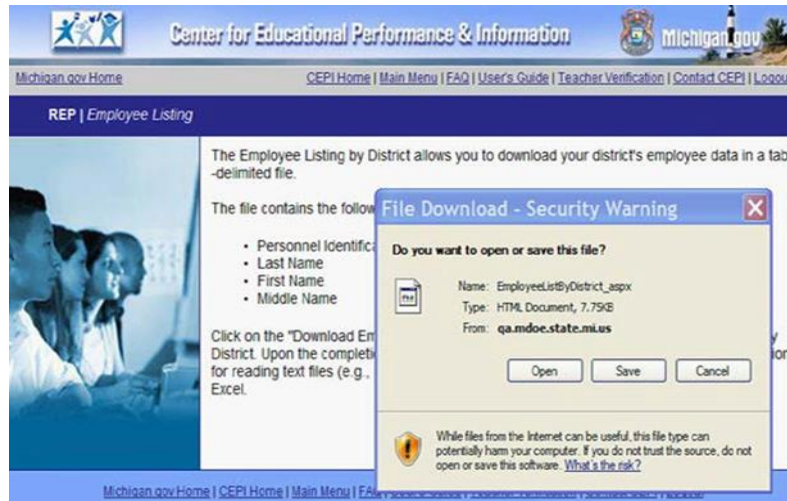 Center for Educational Performance & Information
Michigan.gov
Michigan.gov Home
CEPI Home | Main Menu | FAQ | User's Guide | Teacher Verification | Contact CEPI | Logou
REP | Employee Listing
The Employee Listing by District allows you to download your district's employee data in a tab
-delimited file.
The file contains the follow
• Personnel Identifica
• Last Name
• First Name
• Middle Name
Click on the "Download Em
District. Upon the completi
for reading text files (e.g.,
Excel.
y
ion
File Download - Security Warning
Do you want to open or save this file?
Name: EmployeeListByDistrict_aspx
Type: HTML Document, 7.75KB
From: qa.mdoe.state.mi.us
Open Save Cancel
While files from the Internet can be useful, this file type can
potentially harm your computer. If you do not trust the source, do not
open or save this software. What's the risk?
Michigan.gov Home | CEPI Home | Main Menu |